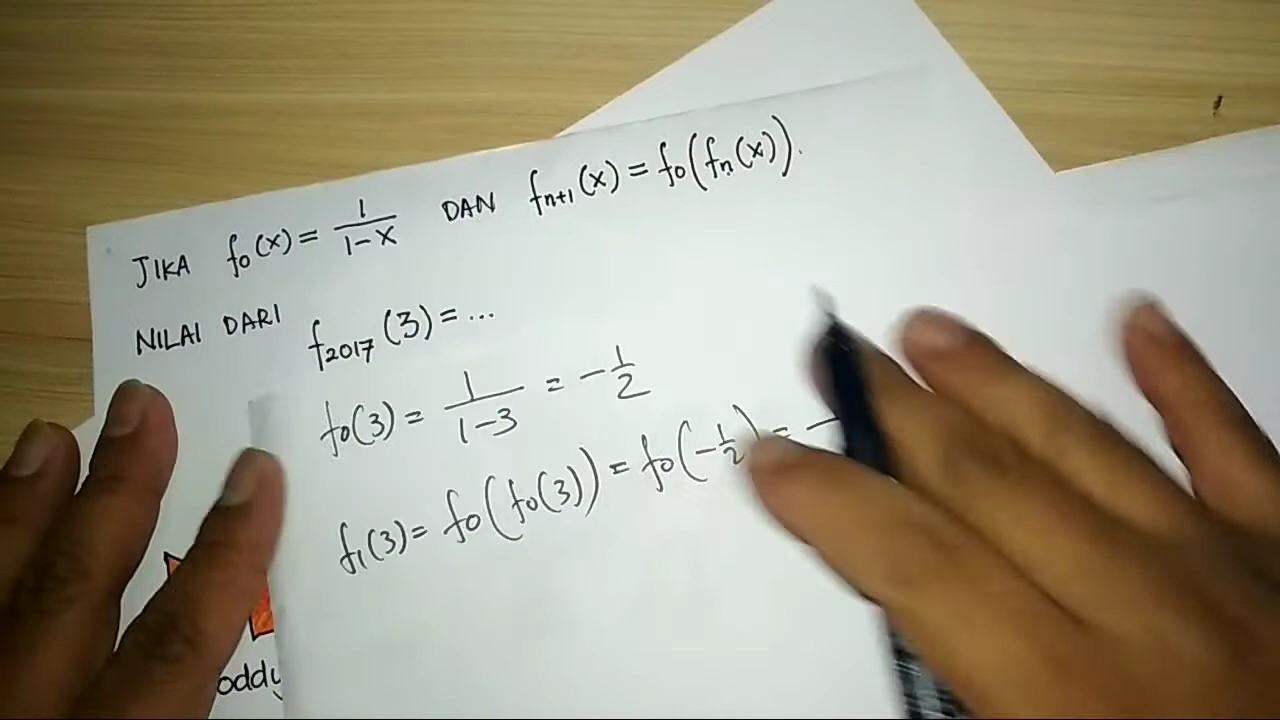 JIKA f₀(x) = 1/(1-x) DAN fₙ₊₁(x) = f₀(fₙ(x)).
NILAI DARI f₂₀₁₇(3) = ...
f₀(3) = 1/(1-3) = -1/2
f₁(3) = f₀(f₀(3)) = f₀(-1/2) =